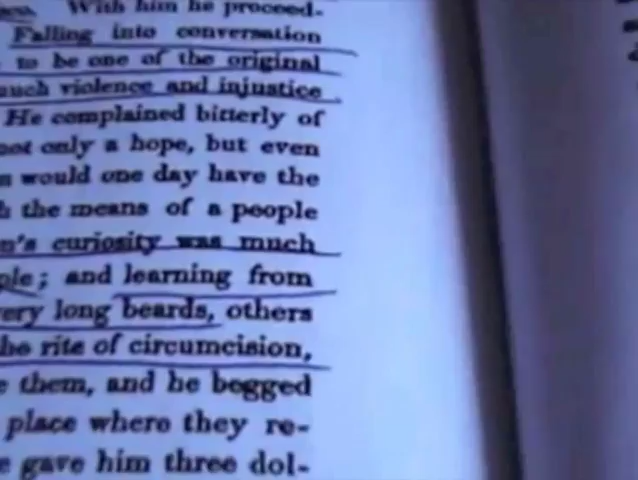 With him he proceed-
Falling into conversation
to be one of the original
such violence and injustice
He complained bitterly of
not only a hope, but even
would one day have the
the means of a people
n's curiosity was much
ple; and learning from
very long beards, others
the rite of circumcision,
them, and he begged
place where they re-
gave him three dol-